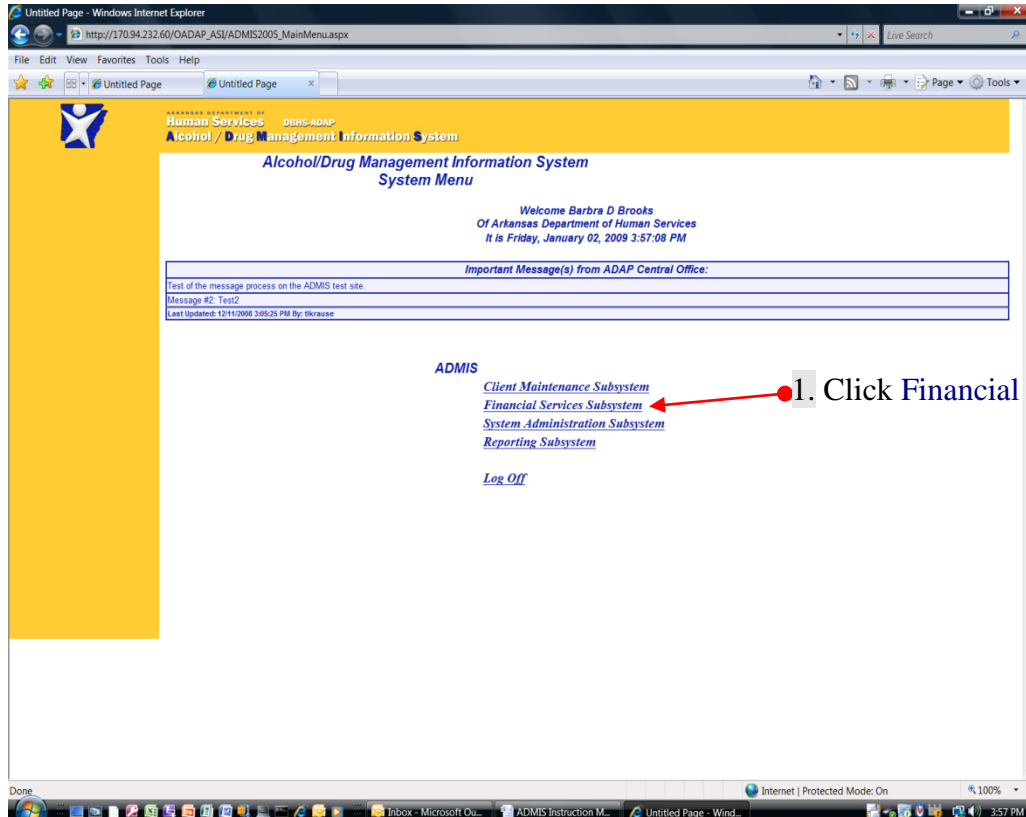 Untitled Page - Windows Internet Explorer
http://170.94.232.60/OADAP_ASI/ADMIS2005_MainMenu.aspx
Live Search
File Edit View Favorites Tools Help
Untitled Page
Untitled Page x
Page Tools
ARKANSAS DEPARTMENT OF
Human Services DBHS-ADAP
Alcohol / Drug Management Information System
Alcohol/Drug Management Information System
System Menu
Welcome Barbra D Brooks
Of Arkansas Department of Human Services
It is Friday, January 02, 2009 3:57:08 PM
Important Message(s) from ADAP Central Office:
Test of the message process on the ADMIS test site.
Message #2: Test2
Last Updated: 12/11/2008 3:05:25 PM By: tlkrause
ADMIS
Client Maintenance Subsystem
Financial Services Subsystem
1. Click Financial
System Administration Subsystem
Reporting Subsystem
Log Off
Done
Internet | Protected Mode: On
100%
Inbox - Microsoft Ou...
ADMIS Instruction M...
Untitled Page - Wind...
3:57 PM